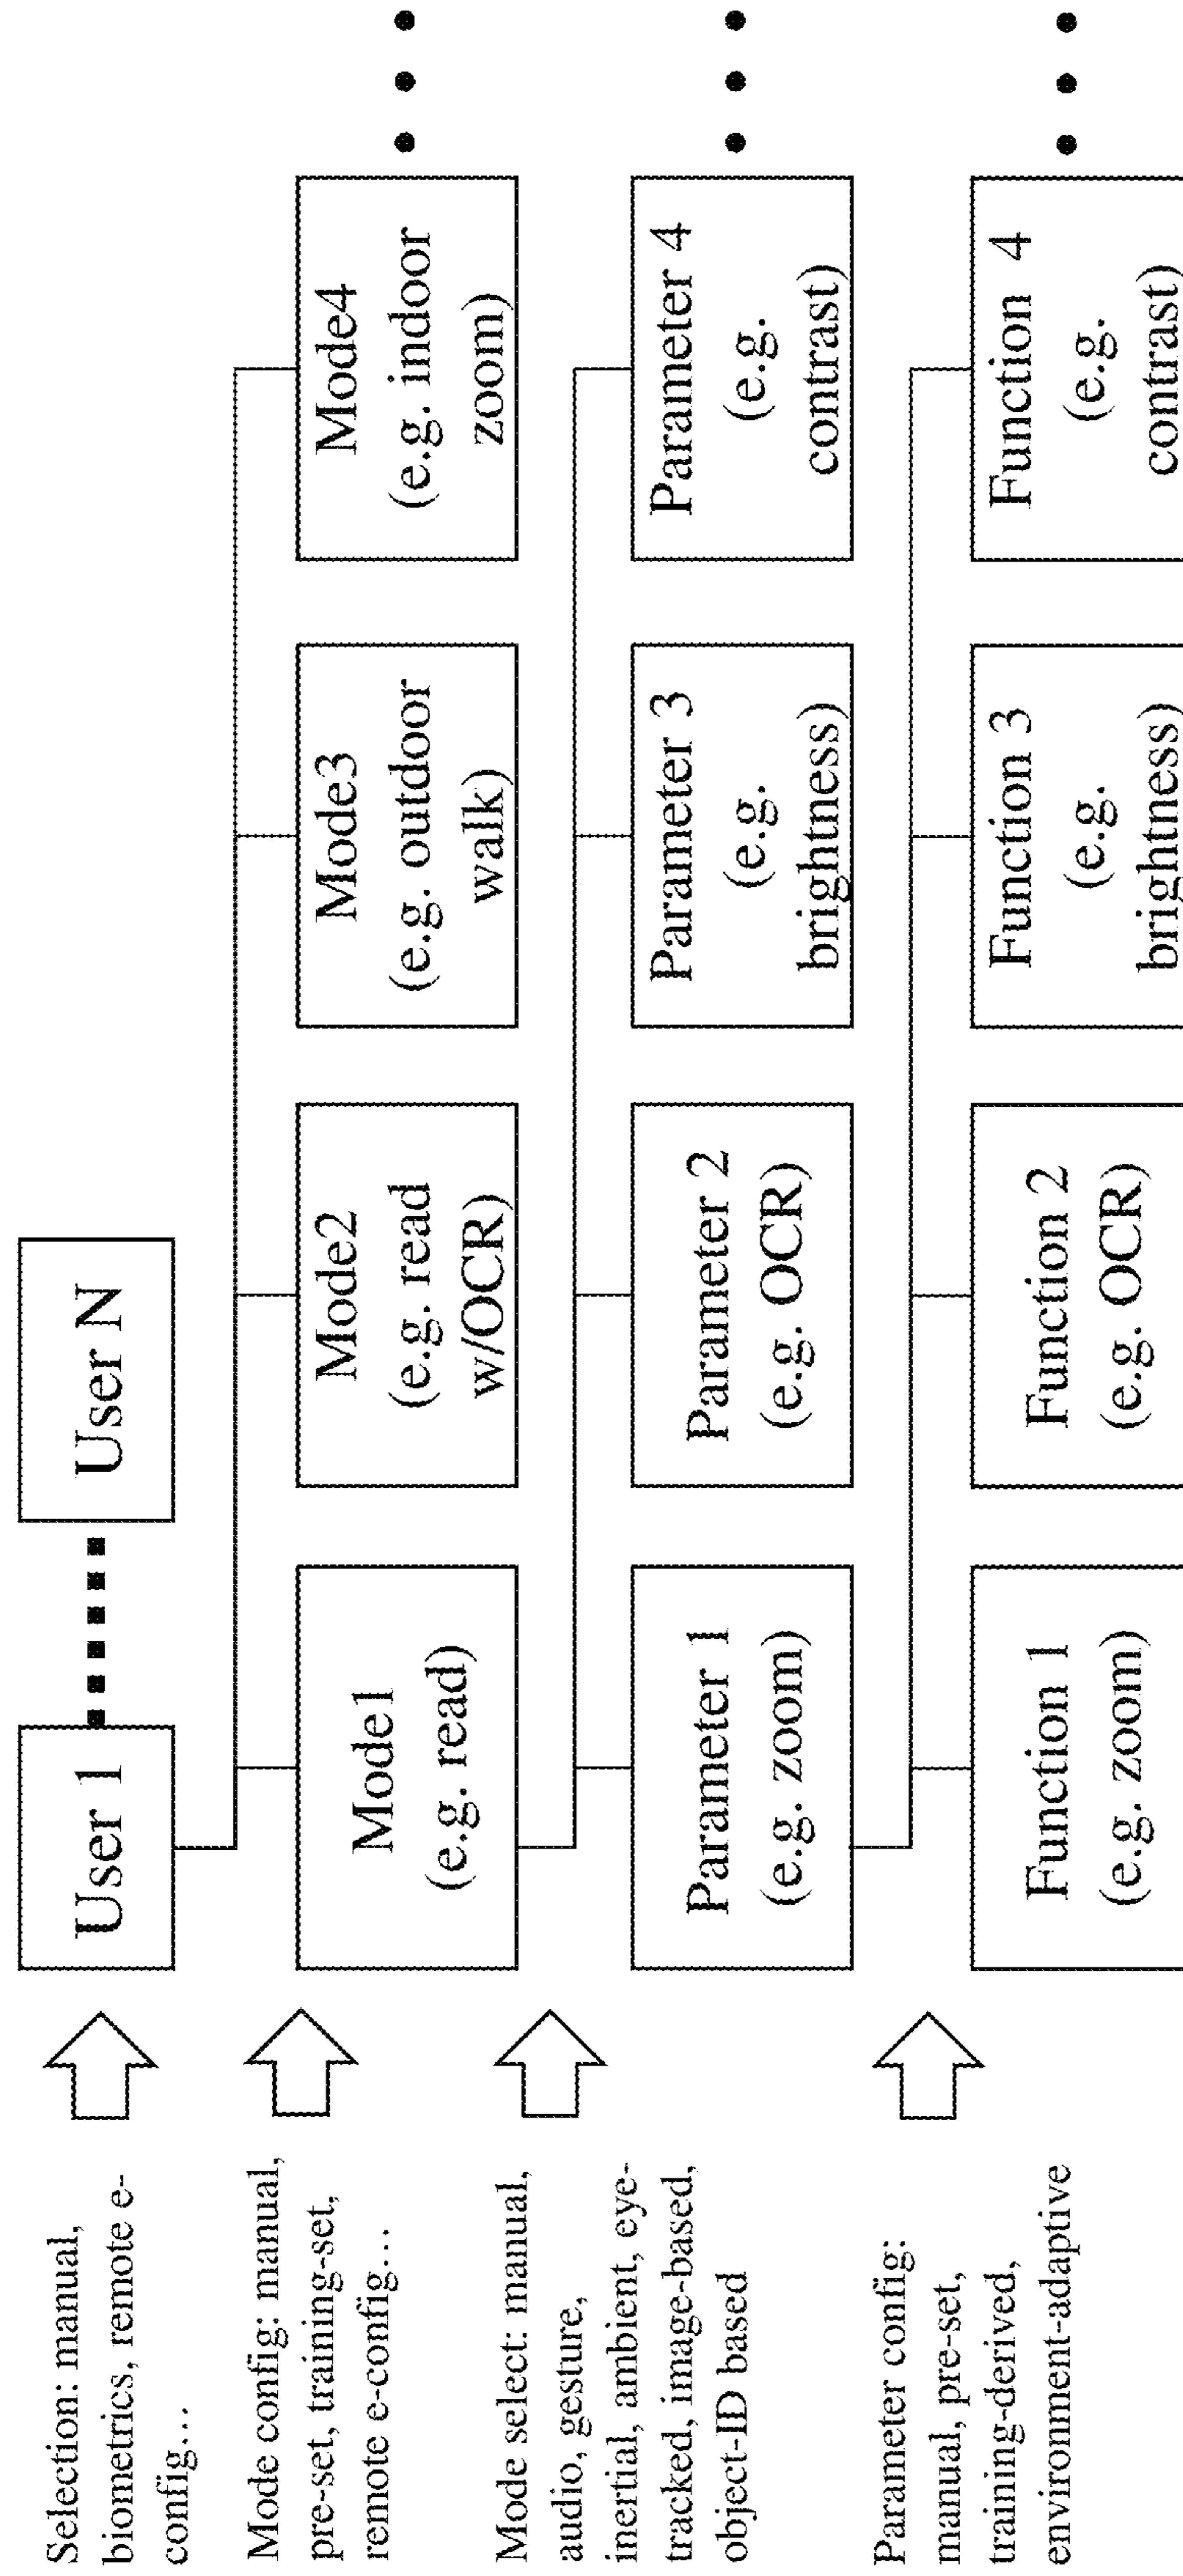 Selection: manual,
biometrics, remote e-
config...
User 1
User N
Mode config: manual,
pre-set, training-set,
remote e-config...
Mode1
(e.g. read)
Mode2
(e.g. read
w/OCR)
Mode3
(e.g. outdoor
walk)
Mode4
(e.g. indoor
zoom)
Mode select: manual,
audio, gesture,
inertial, ambient, eye-
tracked, image-based,
object-ID based
Parameter 1
(e.g. zoom)
Parameter 2
(e.g. OCR)
Parameter 3
(e.g.
brightness)
Parameter 4
(e.g.
contrast)
Parameter config:
manual, pre-set,
training-derived,
environment-adaptive
Function 1
(e.g. zoom)
Function 2
(e.g. OCR)
Function 3
(e.g.
brightness)
Function 4
(e.g.
contrast)